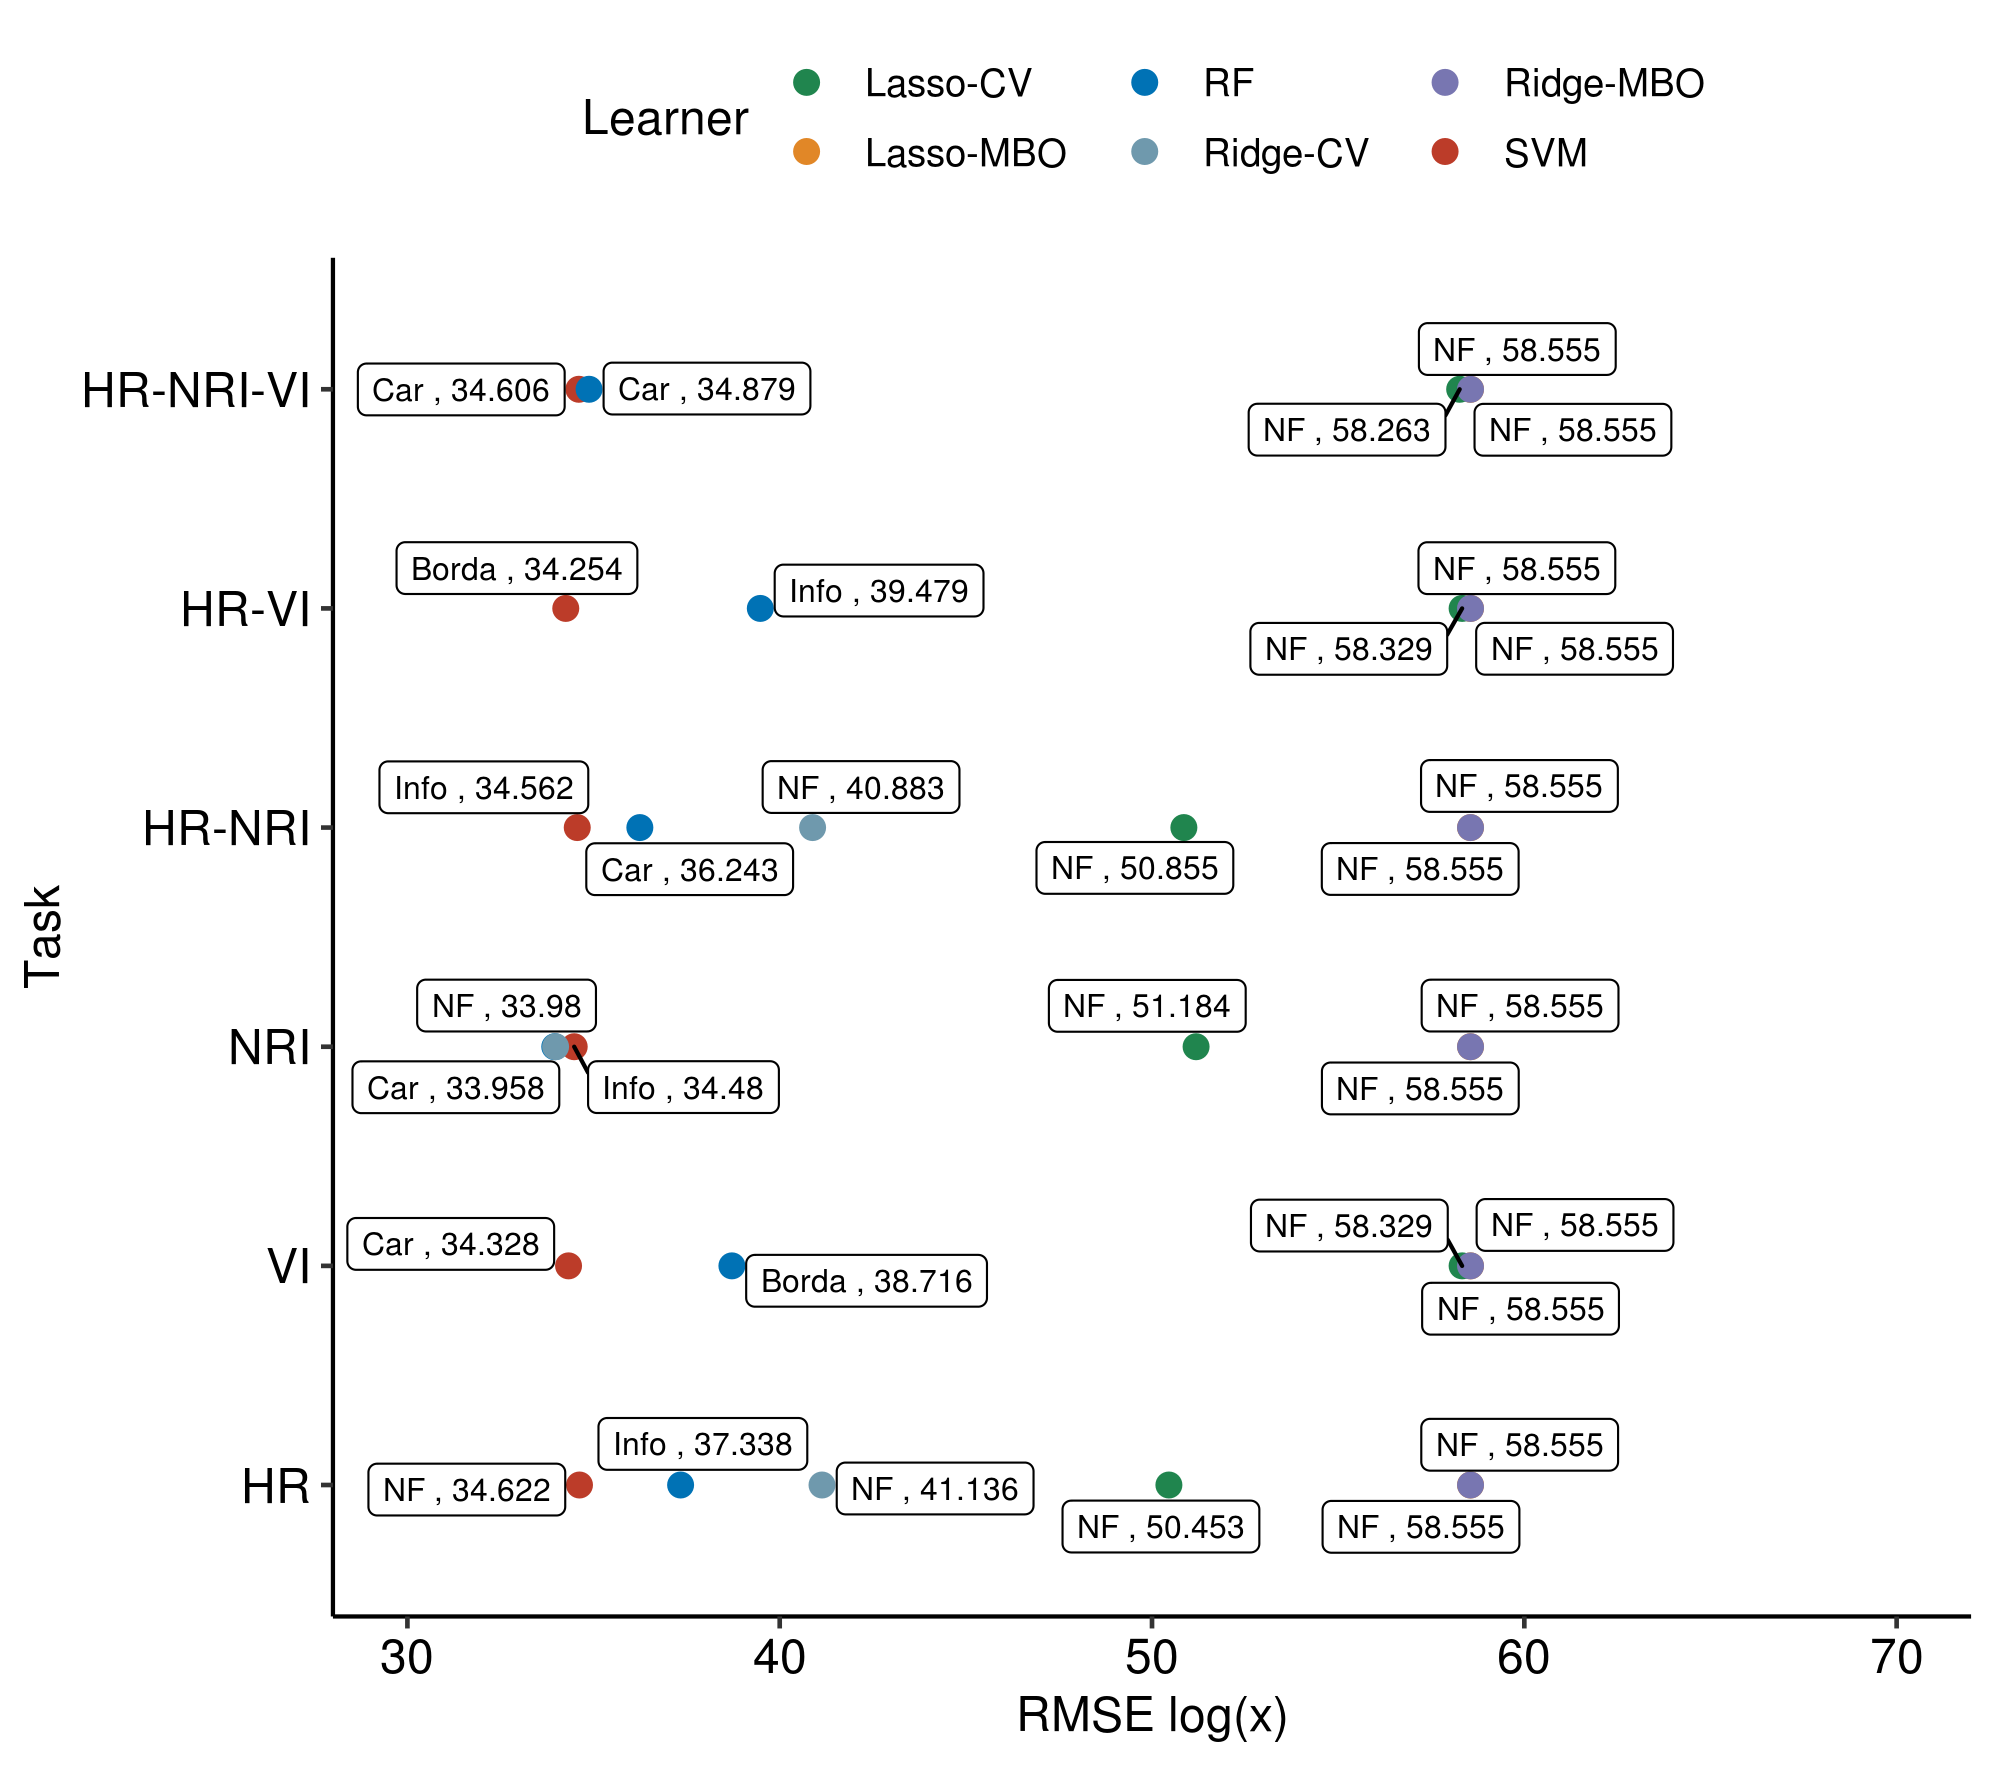 Learner
Lasso-CV
RF
Ridge-MBO
Lasso-MBO
Ridge-CV
SVM
Task
HR-NRI-VI
NF , 58.555
Car , 34.606
Car , 34.879
NF , 58.263
NF , 58.555
HR-VI
Borda , 34.254
Info , 39.479
NF , 58.555
NF , 58.329
NF , 58.555
HR-NRI
Info , 34.562
NF , 40.883
NF , 58.555
Car , 36.243
NF , 50.855
NF , 58.555
NRI
NF , 33.98
NF , 51.184
NF , 58.555
Car , 33.958
Info , 34.48
NF , 58.555
VI
Car , 34.328
NF , 58.329
NF , 58.555
Borda , 38.716
NF , 58.555
HR
Info , 37.338
NF , 58.555
NF , 34.622
NF , 41.136
NF , 50.453
NF , 58.555
30
40
50
60
70
RMSE log(x)